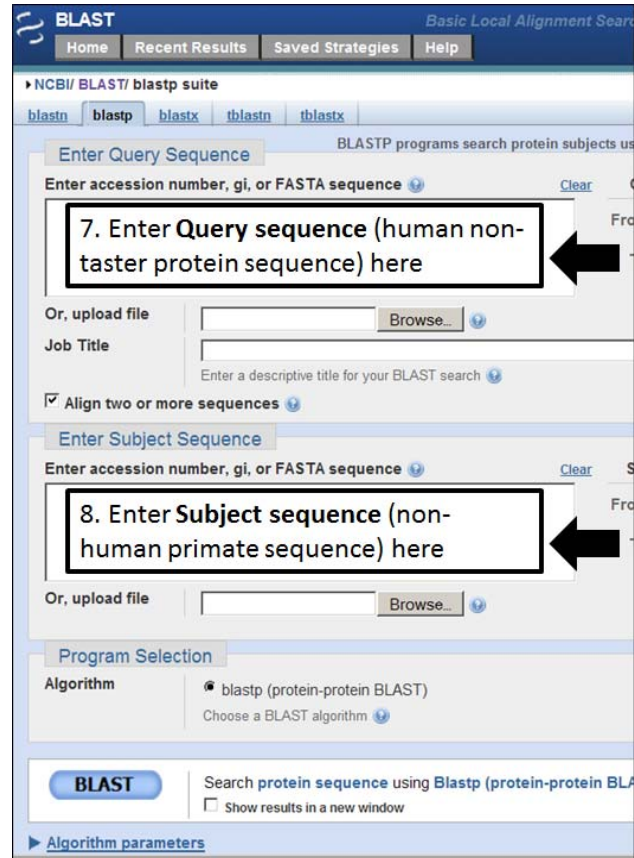 BLAST
Basic Local Alignment Sear
Home Recent Results Saved Strategies Help
NCBI/ BLAST/ blastp suite
blastn blastp blastx tblastn tblastx
BLASTP programs search protein subjects us
Enter Query Sequence
Enter accession number, gi, or FASTA sequence Clear
Fro
7. Enter Query sequence (human non-
taster protein sequence) here
Or, upload file Browse...
Job Title
Enter a descriptive title for your BLAST search
Align two or more sequences
Enter Subject Sequence
Enter accession number, gi, or FASTA sequence Clear S
Fro
8. Enter Subject sequence (non-
human primate sequence) here
Or, upload file Browse...
Program Selection
Algorithm blastp (protein-protein BLAST)
Choose a BLAST algorithm
BLAST Search protein sequence using Blastp (protein-protein BLA
Show results in a new window
Algorithm parameters